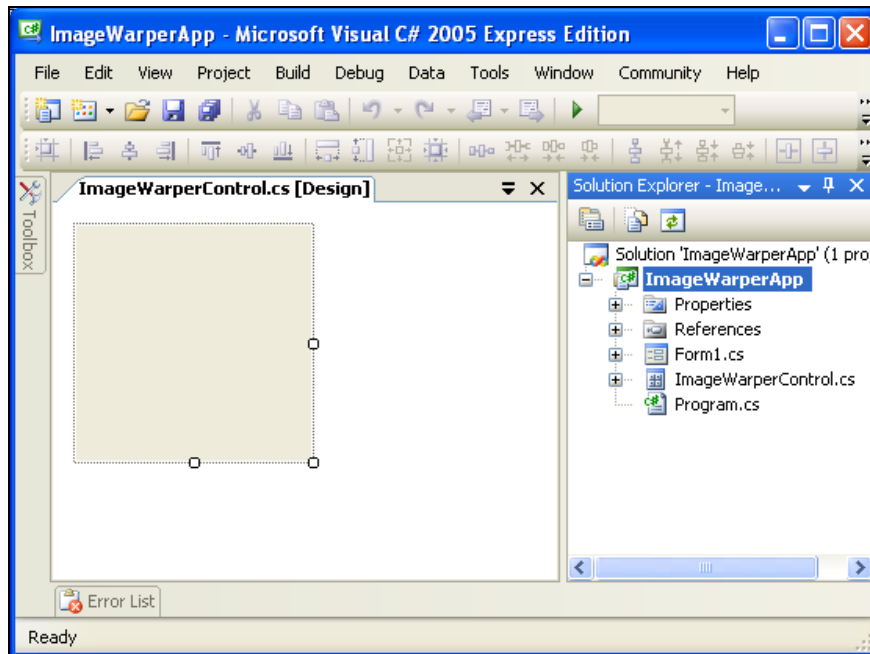 ImageWarperApp - Microsoft Visual C# 2005 Express Edition
File Edit View Project Build Debug Data Tools Window Community Help
ImageWarperControl.cs [Design]
Toolbox
Solution Explorer - Image...
Solution 'ImageWarperApp' (1 pro
ImageWarperApp
Properties
References
Form1.cs
ImageWarperControl.cs
Program.cs
Error List
Ready